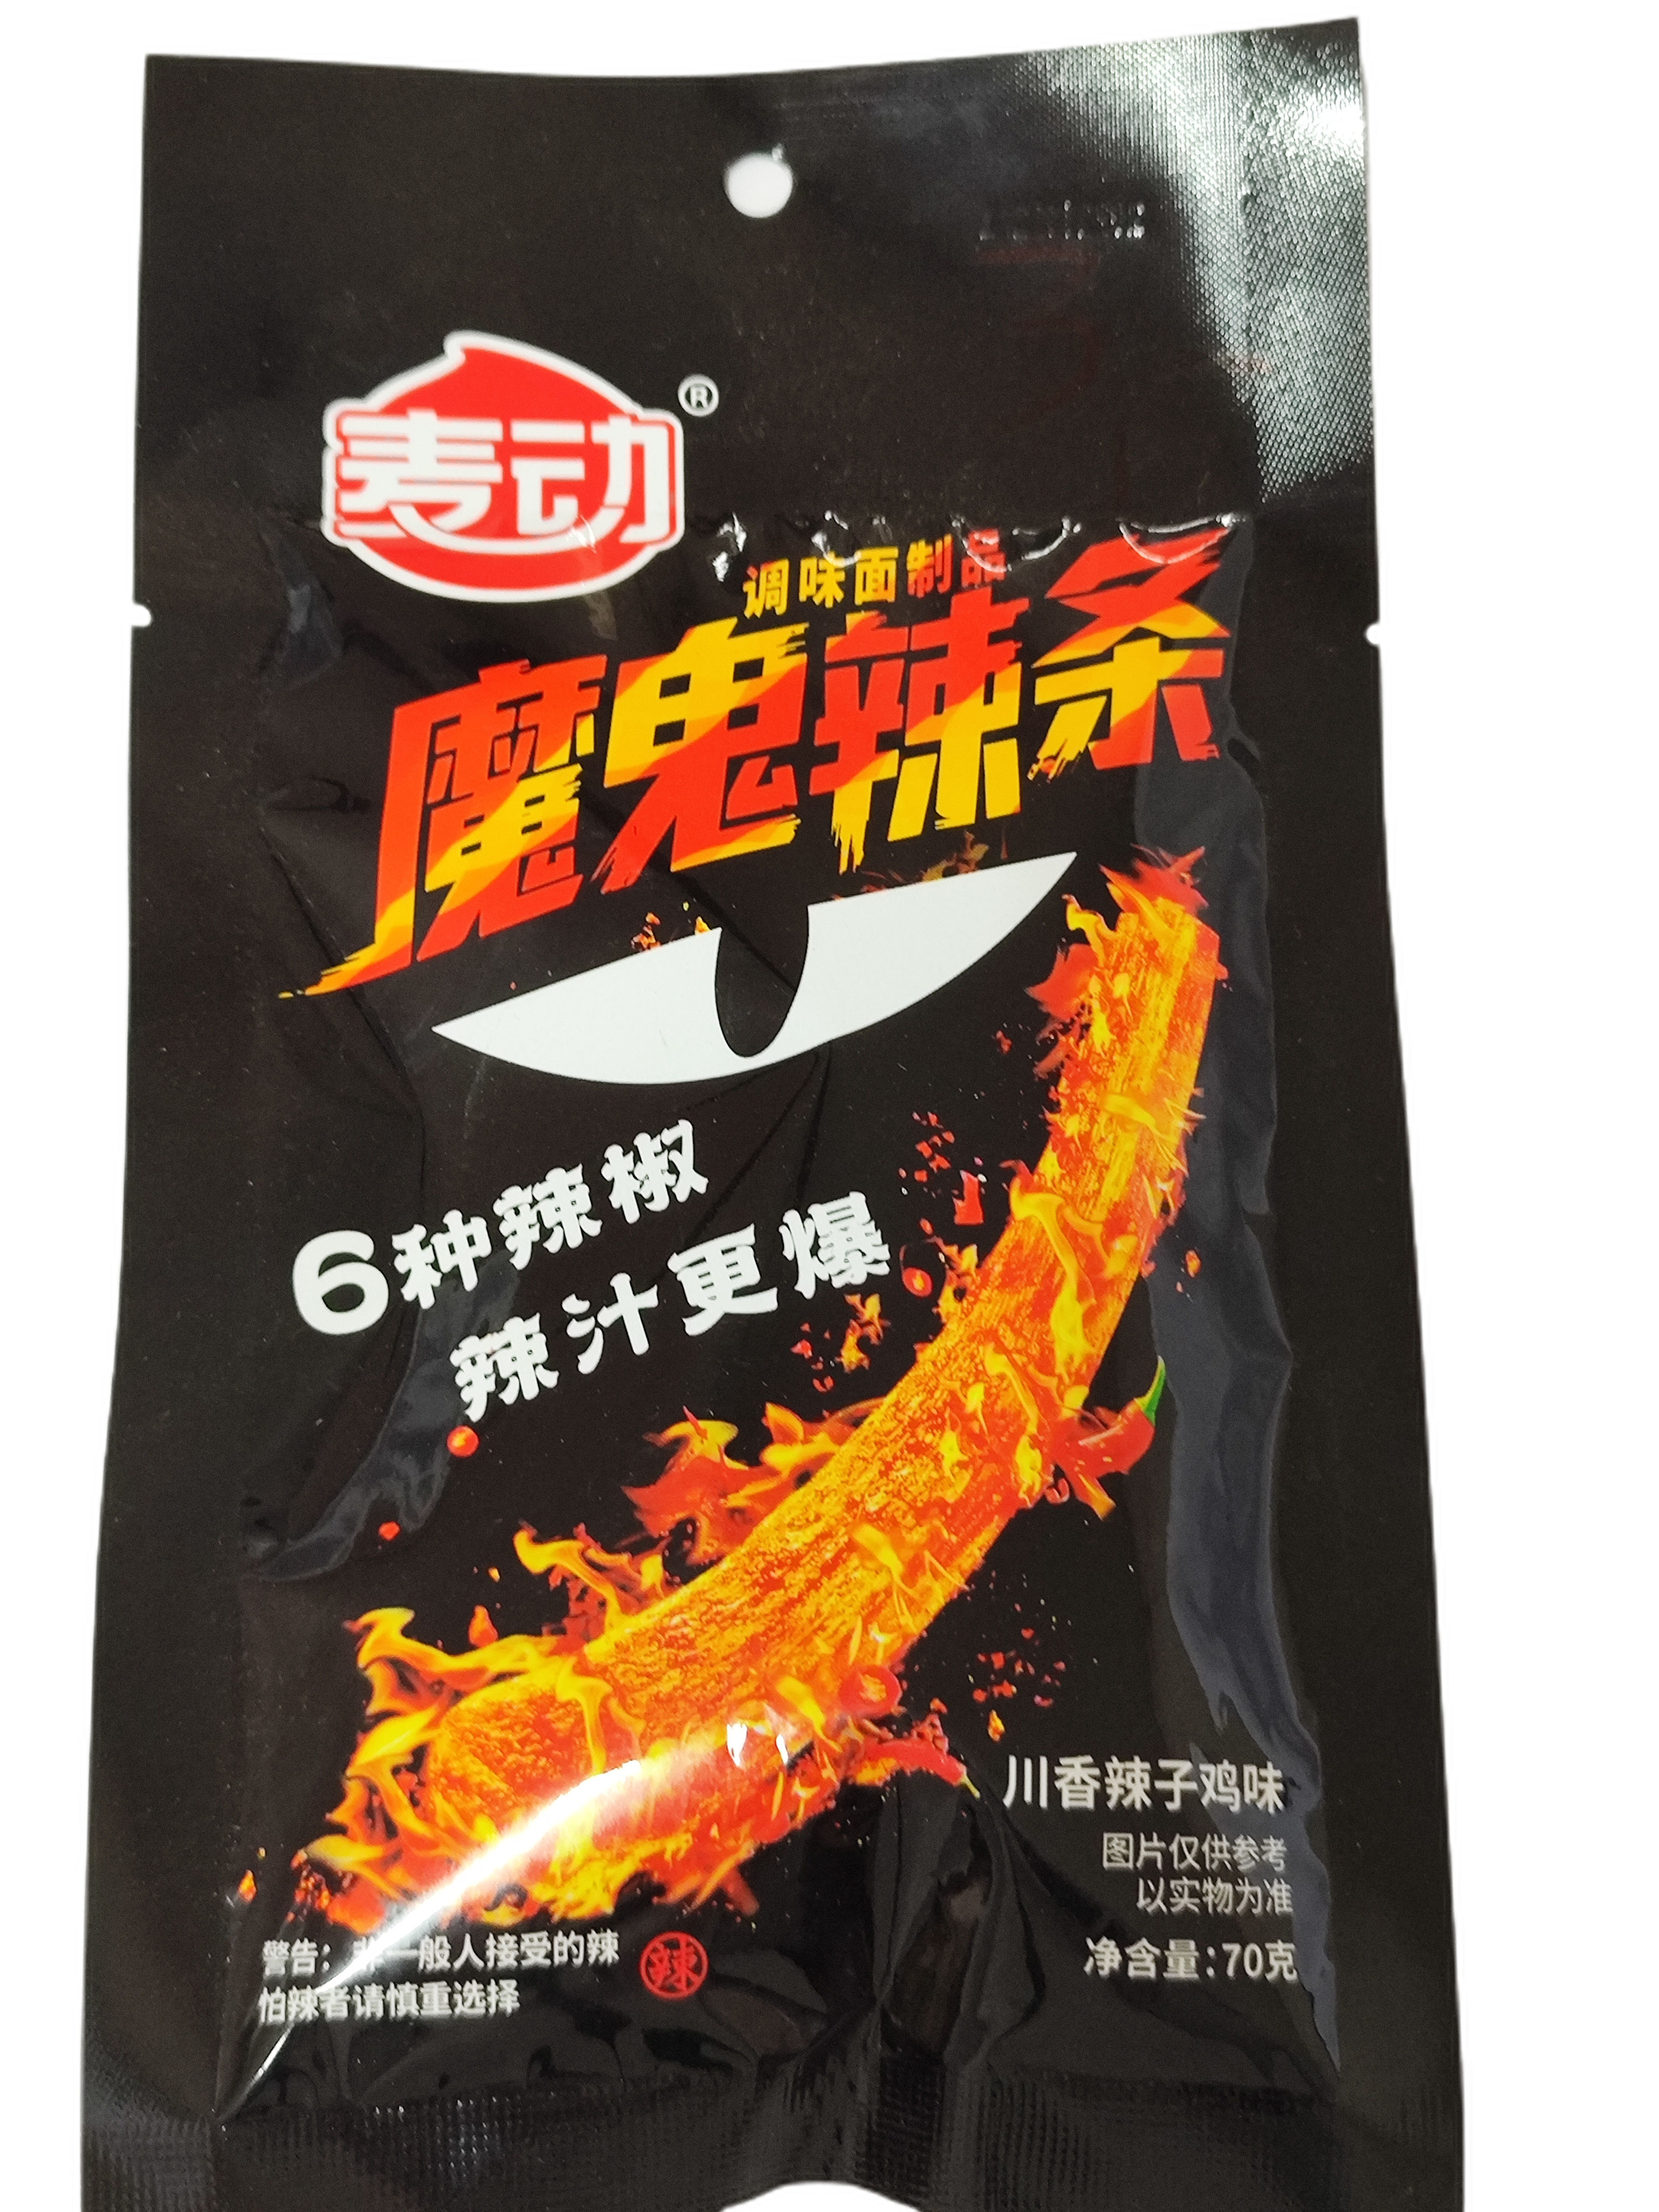 麦动
®
调味面制品
魔鬼辣条
6种辣椒
辣汁更爆
川香辣子鸡味
图片仅供参考
以实物为准
净含量:70克
警告：非一般人接受的辣
怕辣者请慎重选择
辣